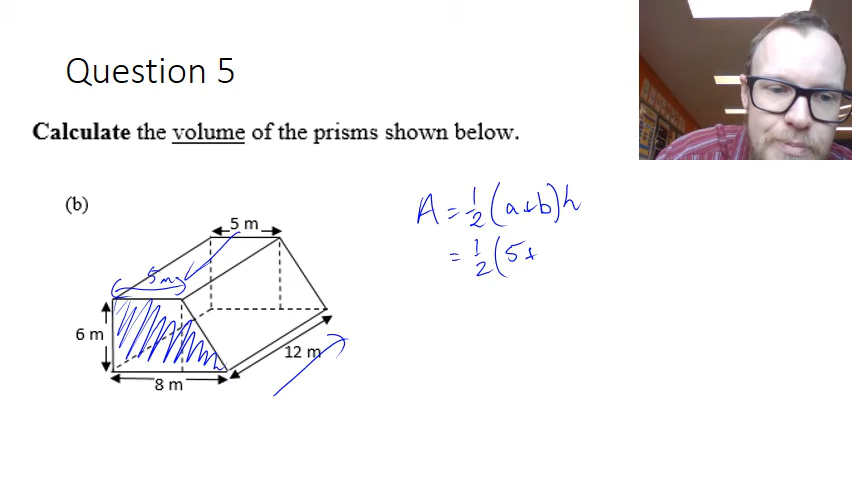 Question 5
Calculate the volume of the prisms shown below.
(b)
5 m
5 m
6 m
12 m
8 m
A = 1/2 (a+b)h
= 1/2 (5+